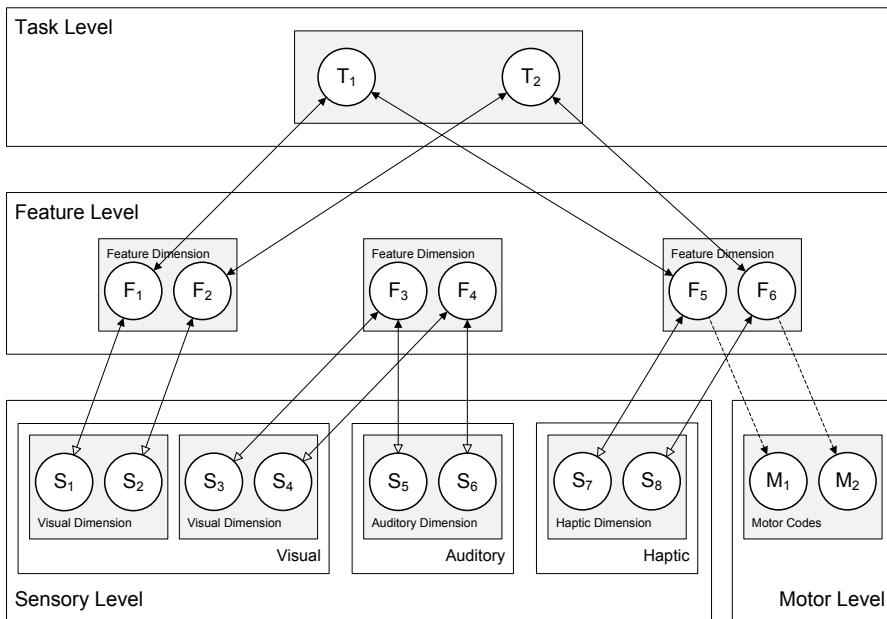 Task Level
T1 T2
Feature Level
Feature Dimension Feature Dimension Feature Dimension
F1 F2 F3 F4 F5 F6
S1 S2 S3 S4 S5 S6 S7 S8 M1 M2
Visual Dimension Visual Dimension Auditory Dimension Haptic Dimension Motor Codes
Visual Auditory Haptic
Sensory Level Motor Level